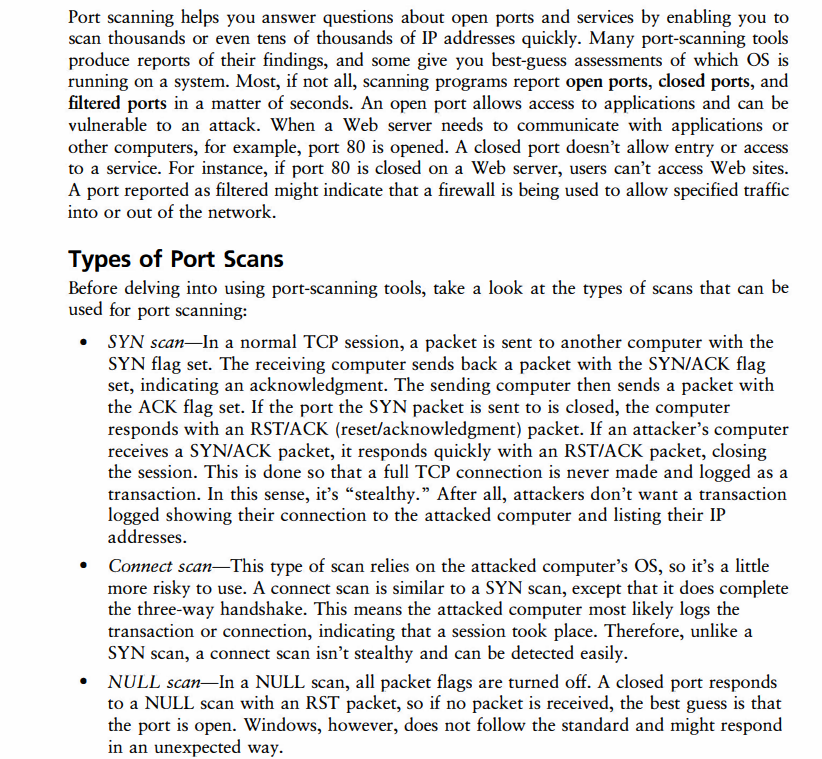 Port scanning helps you answer questions about open ports and services by enabling you to
scan thousands or even tens of thousands of IP addresses quickly. Many port-scanning tools
produce reports of their findings, and some give you best-guess assessments of which OS is
running on a system. Most, if not all, scanning programs report open ports, closed ports, and
filtered ports in a matter of seconds. An open port allows access to applications and can be
vulnerable to an attack. When a Web server needs to communicate with applications or
other computers, for example, port 80 is opened. A closed port doesn't allow entry or access
to a service. For instance, if port 80 is closed on a Web server, users can't access Web sites.
A port reported as filtered might indicate that a firewall is being used to allow specified traffic
into or out of the network.
Types of Port Scans
Before delving into using port-scanning tools, take a look at the types of scans that can be
used for port scanning:
• SYN scan—In a normal TCP session, a packet is sent to another computer with the
SYN flag set. The receiving computer sends back a packet with the SYN/ACK flag
set, indicating an acknowledgment. The sending computer then sends a packet with
the ACK flag set. If the port the SYN packet is sent to is closed, the computer
responds with an RST/ACK (reset/acknowledgment) packet. If an attacker's computer
receives a SYN/ACK packet, it responds quickly with an RST/ACK packet, closing
the session. This is done so that a full TCP connection is never made and logged as a
transaction. In this sense, it's “stealthy.” After all, attackers don't want a transaction
logged showing their connection to the attacked computer and listing their IP
addresses.
• Connect scan—This type of scan relies on the attacked computer's OS, so it's a little
more risky to use. A connect scan is similar to a SYN scan, except that it does complete
the three-way handshake. This means the attacked computer most likely logs the
transaction or connection, indicating that a session took place. Therefore, unlike a
SYN scan, a connect scan isn't stealthy and can be detected easily.
• NULL scan—In a NULL scan, all packet flags are turned off. A closed port responds
to a NULL scan with an RST packet, so if no packet is received, the best guess is that
the port is open. Windows, however, does not follow the standard and might respond
in an unexpected way.